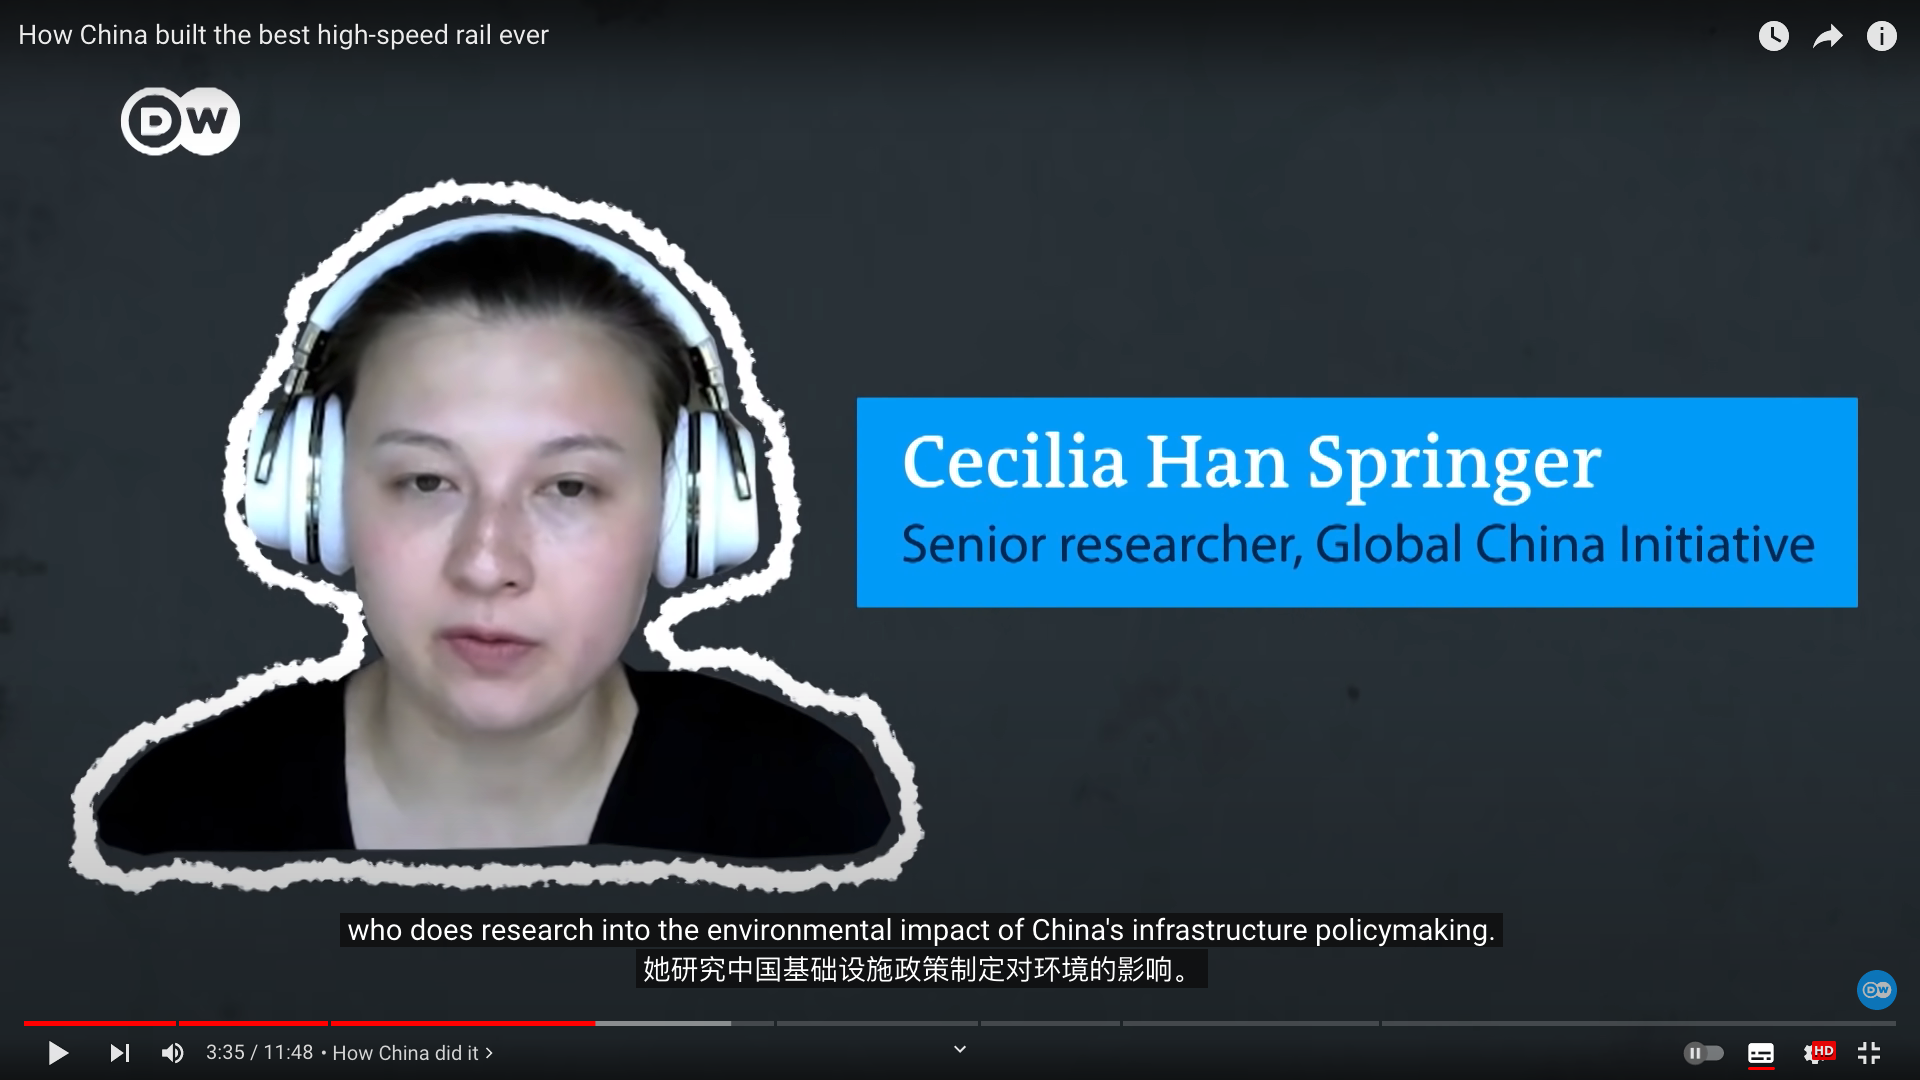 How China built the best high-speed rail ever
DW
Cecilia Han Springer
Senior researcher, Global China Initiative
who does research into the environmental impact of China's infrastructure policymaking.
她研究中国基础设施政策制定对环境的影响。
DW
3:35 / 11:48 • How China did it
HD